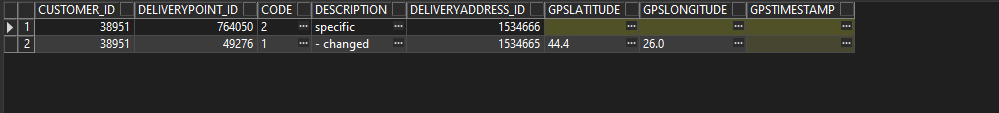 CUSTOMER_ID DELIVERYPOINT_ID CODE DESCRIPTION DELIVERYADDRESS_ID GPSLATITUDE GPSLONGITUDE GPSTIMESTAMP
1 38951 764050 2 ... specific ... 1534666 ... ... ...
2 38951 49276 1 ... - changed ... 1534665 44.4 ... 26.0 ... ...